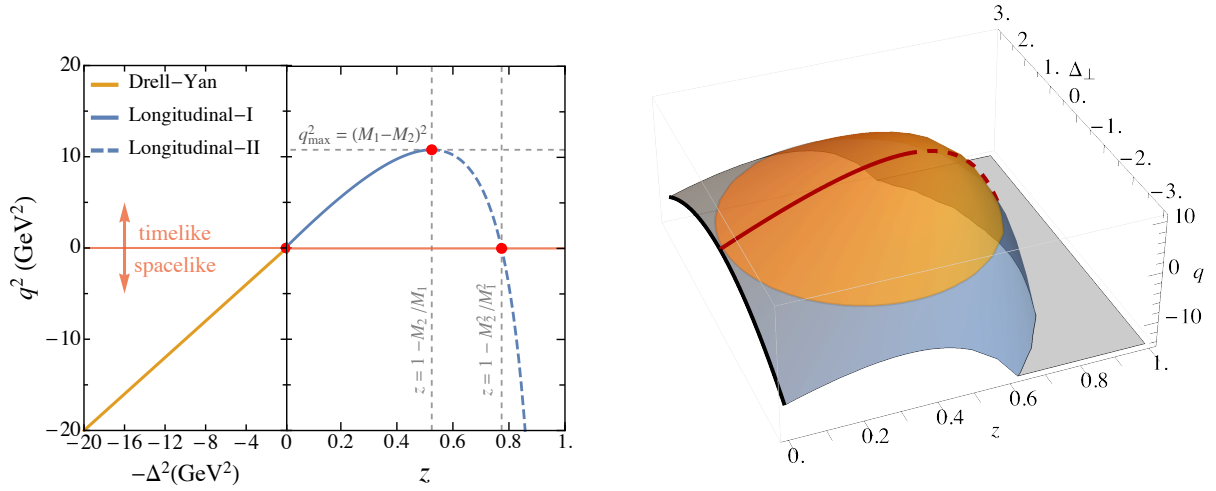 20
10
0
−10
−20
q² (GeV²)
Drell−Yan
Longitudinal−I
Longitudinal−II
q²max = (M₁−M₂)²
timelike
spacelike
z = 1 − M₂/M₁
z = 1 − M₂²/M₁²
−20 −16 −12 −8 −4 0 0.2 0.4 0.6 0.8 1.
−Δ²(GeV²) z
3.
2.
1.
Δ⊥
0.
−1.
−2.
−3.
10
0
q
−10
0. 0.2 0.4 0.6 0.8 1.
z